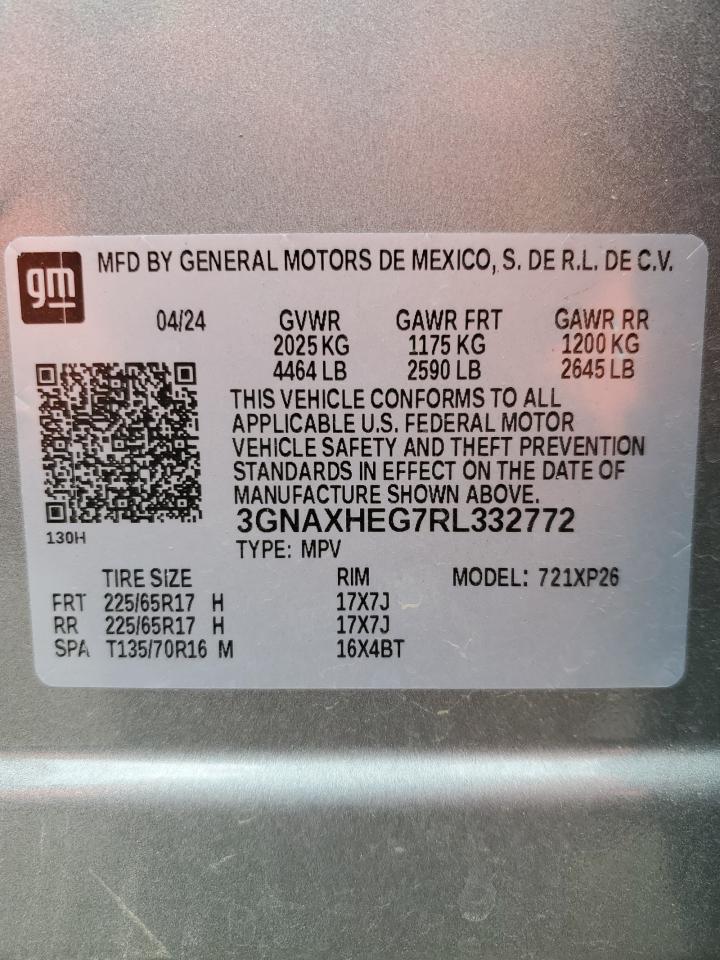 gm
MFD BY GENERAL MOTORS DE MEXICO, S. DE R.L. DE C.V.
04/24 GVWR GAWR FRT GAWR RR
2025 KG 1175 KG 1200 KG
4464 LB 2590 LB 2645 LB
THIS VEHICLE CONFORMS TO ALL
APPLICABLE U.S. FEDERAL MOTOR
VEHICLE SAFETY AND THEFT PREVENTION
STANDARDS IN EFFECT ON THE DATE OF
MANUFACTURE SHOWN ABOVE.
3GNAXHEG7RL332772
130H
TYPE: MPV
TIRE SIZE RIM MODEL: 721XP26
FRT 225/65R17 H 17X7J
RR 225/65R17 H 17X7J
SPA T135/70R16 M 16X4BT